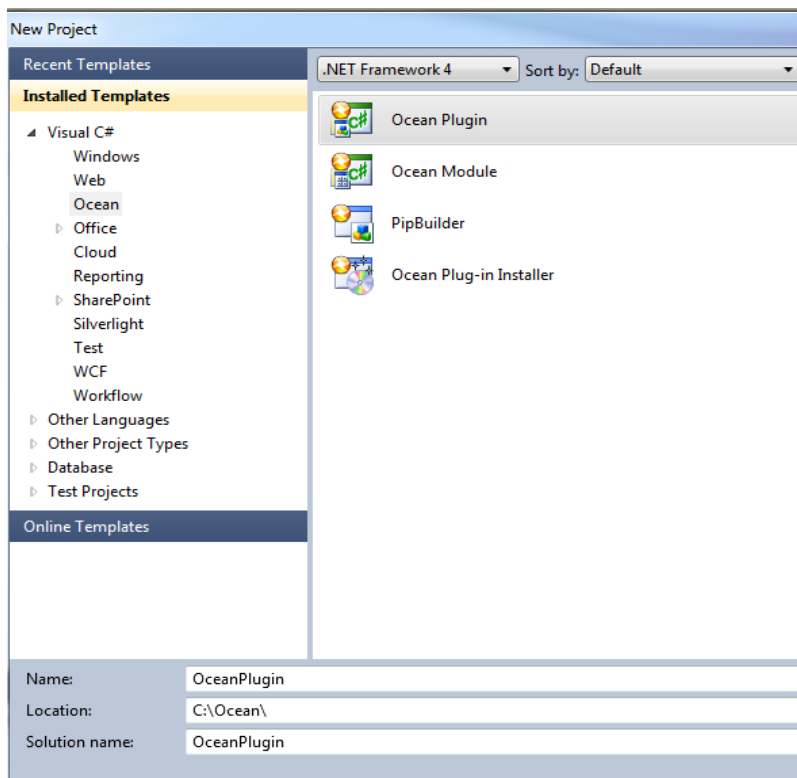 New Project
Recent Templates
Installed Templates
Visual C#
Windows
Web
Ocean
Office
Cloud
Reporting
SharePoint
Silverlight
Test
WCF
Workflow
Other Languages
Other Project Types
Database
Test Projects
Online Templates
.NET Framework 4 Sort by: Default
C# Ocean Plugin
C# Ocean Module
PipBuilder
Ocean Plug-in Installer
Name: OceanPlugin
Location: C:\Ocean\
Solution name: OceanPlugin